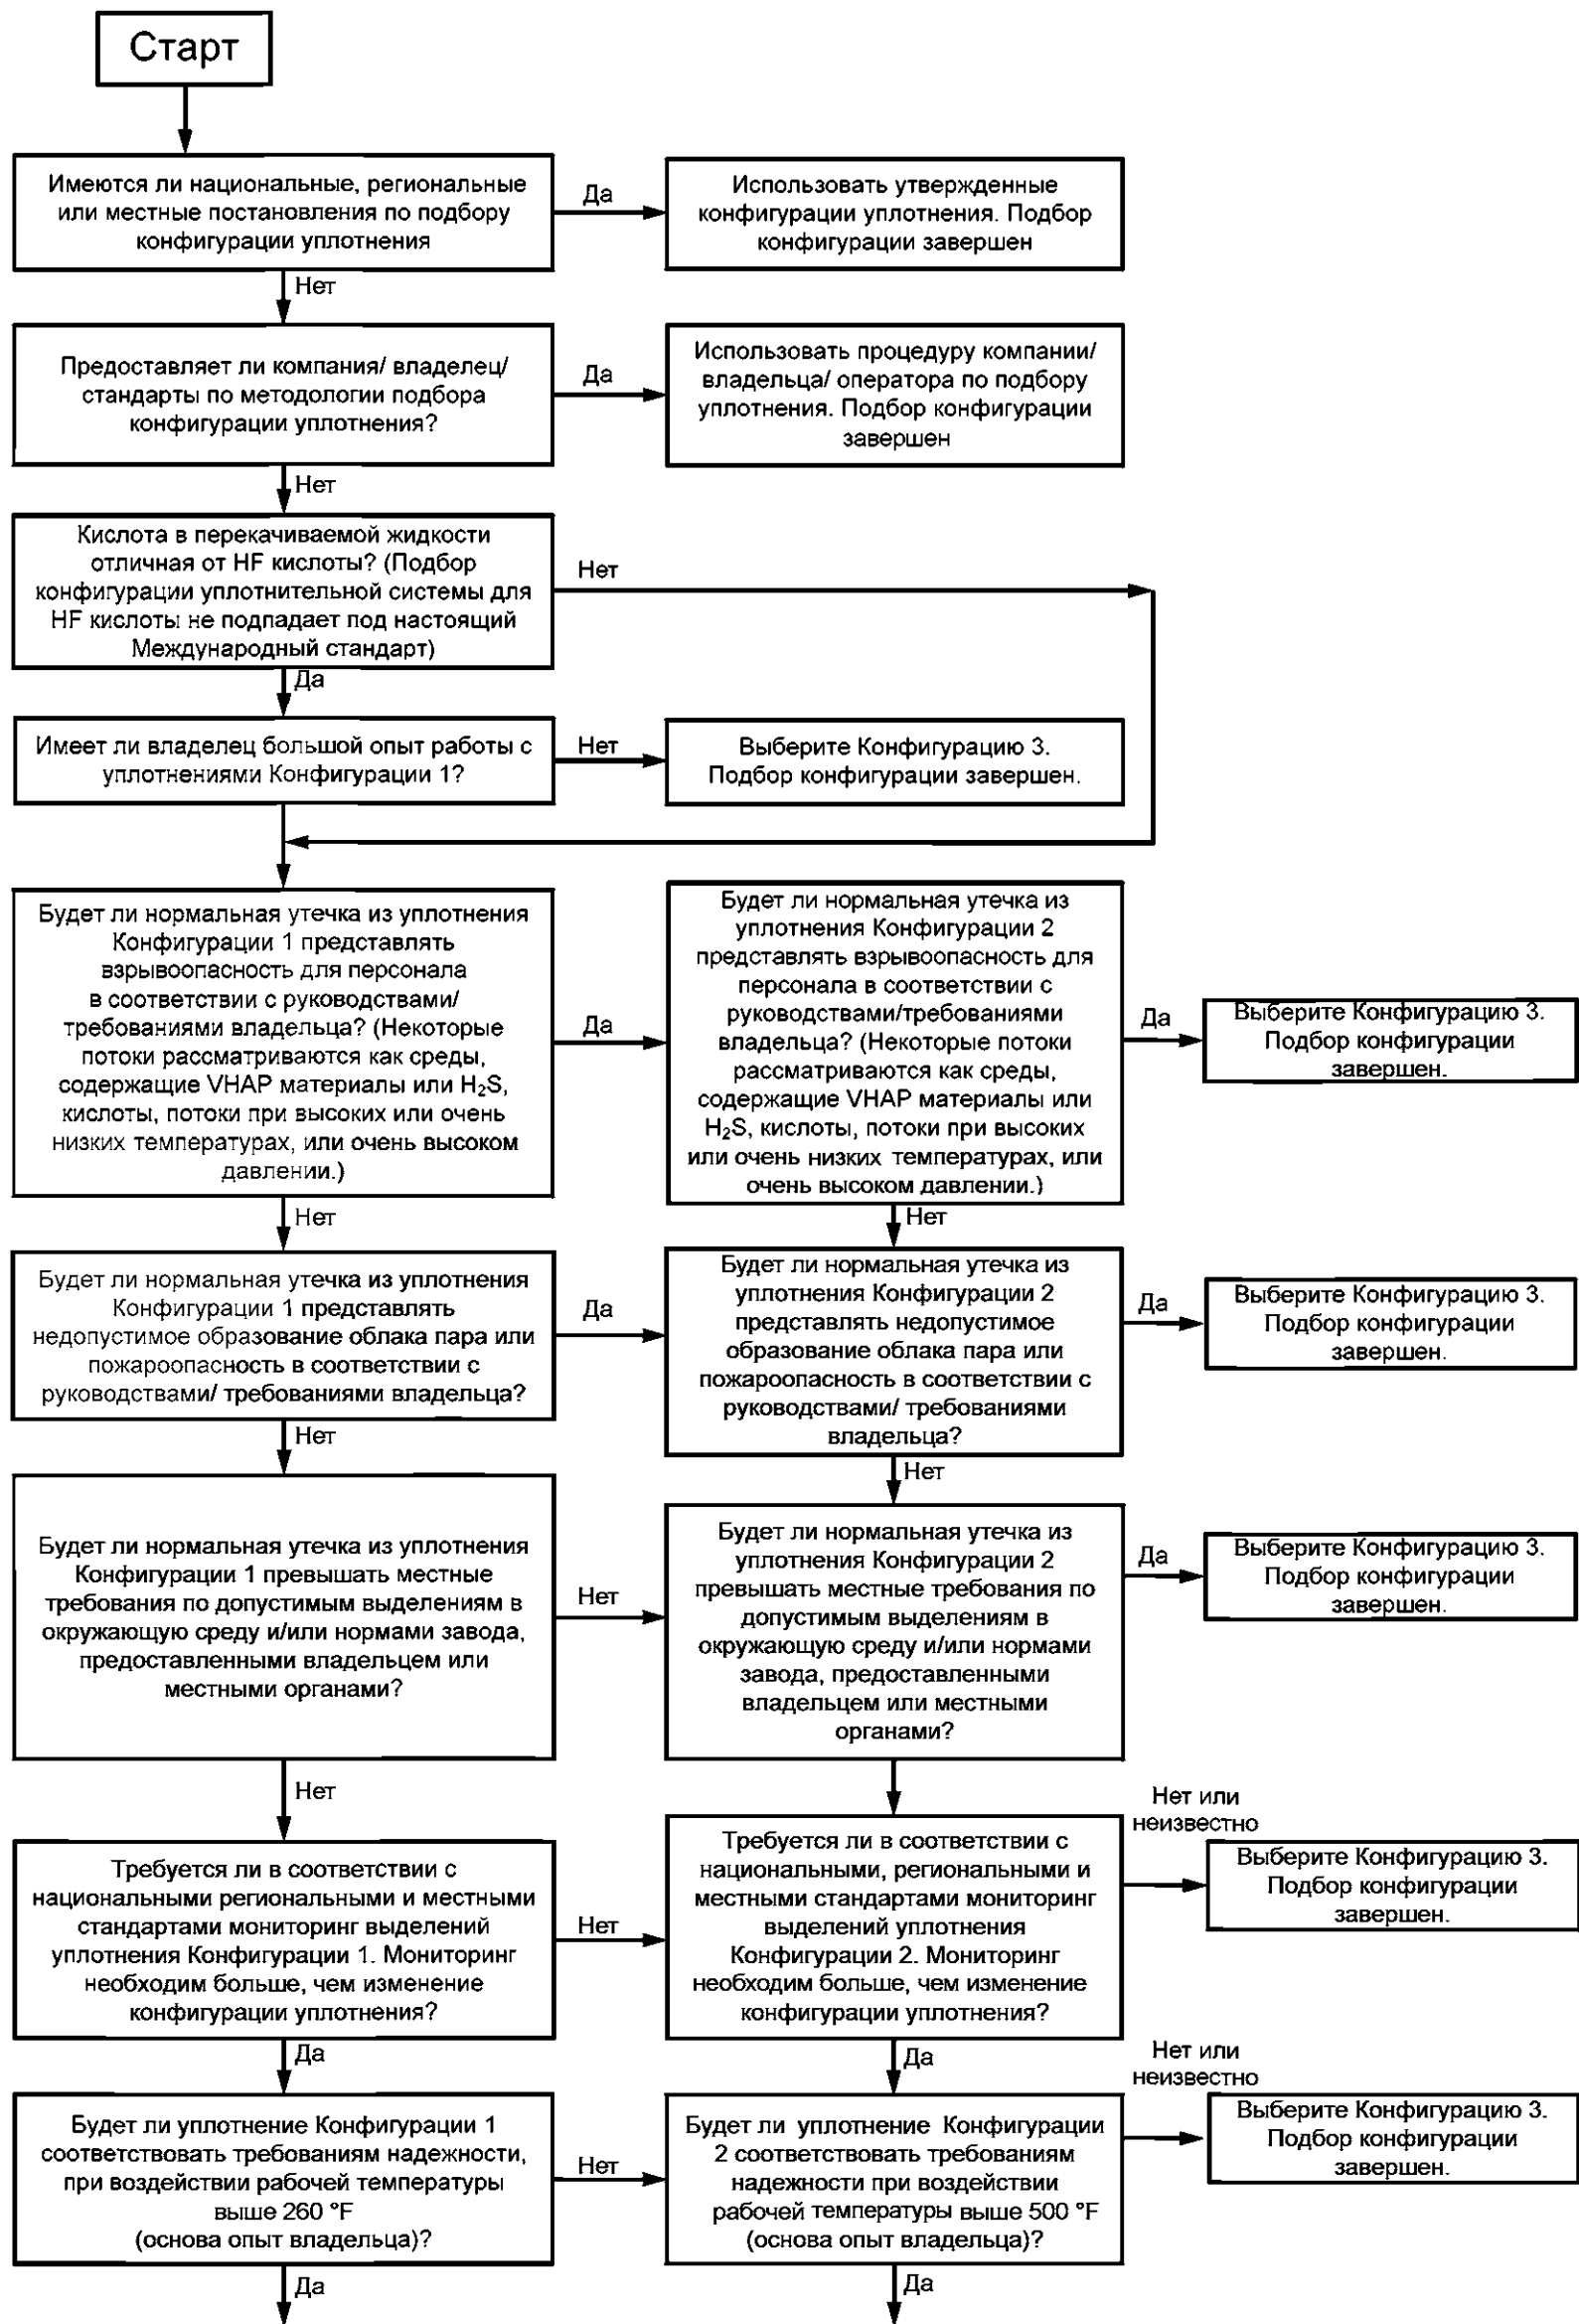 Старт
Имеются ли национальные, региональные
или местные постановления по подбору
конфигурации уплотнения
Да
Использовать утвержденные
конфигурации уплотнения. Подбор
конфигурации завершен
Нет
Предоставляет ли компания/ владелец/
стандарты по методологии подбора
конфигурации уплотнения?
Да
Использовать процедуру компании/
владельца/ оператора по подбору
уплотнения. Подбор конфигурации
завершен
Нет
Кислота в перекачиваемой жидкости
отличная от HF кислоты? (Подбор
конфигурации уплотнительной системы для
HF кислоты не подпадает под настоящий
Международный стандарт)
Нет
Да
Имеет ли владелец большой опыт работы с
уплотнениями Конфигурации 1?
Нет
Выберите Конфигурацию 3.
Подбор конфигурации завершен.
Будет ли нормальная утечка из уплотнения
Конфигурации 1 представлять
взрывоопасность для персонала
в соответствии с руководствами/
требованиями владельца? (Некоторые
потоки рассматриваются как среды,
содержащие VHAP материалы или H₂S,
кислоты, потоки при высоких или очень
низких температурах, или очень высоком
давлении.)
Да
Будет ли нормальная утечка из
уплотнения Конфигурации 2
представлять взрывоопасность для
персонала в соответствии с
руководствами/требованиями
владельца? (Некоторые потоки
рассматриваются как среды,
содержащие VHAP материалы или
H₂S, кислоты, потоки при высоких
или очень низких температурах, или
очень высоком давлении.)
Да
Выберите Конфигурацию 3.
Подбор конфигурации
завершен.
Нет
Нет
Будет ли нормальная утечка из уплотнения
Конфигурации 1 представлять
недопустимое образование облака пара или
пожароопасность в соответствии с
руководствами/ требованиями владельца?
Да
Будет ли нормальная утечка из
уплотнения Конфигурации 2
представлять недопустимое
образование облака пара или
пожароопасность в соответствии с
руководствами/ требованиями
владельца?
Да
Выберите Конфигурацию 3.
Подбор конфигурации
завершен.
Нет
Нет
Будет ли нормальная утечка из уплотнения
Конфигурации 1 превышать местные
требования по допустимым выделениям в
окружающую среду и/или нормами завода,
предоставленными владельцем или
местными органами?
Нет
Будет ли нормальная утечка из
уплотнения Конфигурации 2
превышать местные требования по
допустимым выделениям в
окружающую среду и/или нормами
завода, предоставленными
владельцем или местными
органами?
Да
Выберите Конфигурацию 3.
Подбор конфигурации
завершен.
Нет
Требуется ли в соответствии с
национальными региональными и местными
стандартами мониторинг выделений
уплотнения Конфигурации 1. Мониторинг
необходим больше, чем изменение
конфигурации уплотнения?
Нет
Требуется ли в соответствии с
национальными, региональными и
местными стандартами мониторинг
выделений уплотнения
Конфигурации 2. Мониторинг
необходим больше, чем изменение
конфигурации уплотнения?
Нет или
неизвестно
Выберите Конфигурацию 3.
Подбор конфигурации
завершен.
Да
Да
Будет ли уплотнение Конфигурации 1
соответствовать требованиям надежности,
при воздействии рабочей температуры
выше 260 °F
(основа опыт владельца)?
Нет
Будет ли уплотнение Конфигурации
2 соответствовать требованиям
надежности при воздействии
рабочей температуры выше 500 °F
(основа опыт владельца)?
Нет или
неизвестно
Выберите Конфигурацию 3.
Подбор конфигурации
завершен.
Да
Да